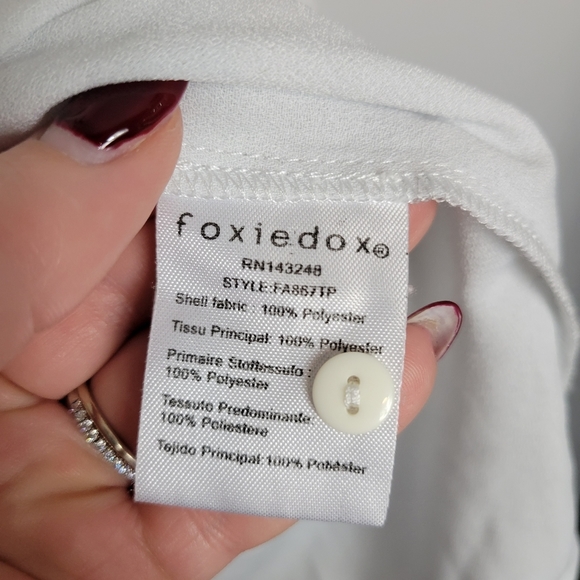 foxiedox®
RN143248
STYLE:FA867TP
Shell fabric : 100% Polyester
Tissu Principal: 100% Polyester
Primaire Stoffessufo :
100% Polyester
Tessuto Predominante:
100% Poliestere
Tejido Principal:100% Poliéster